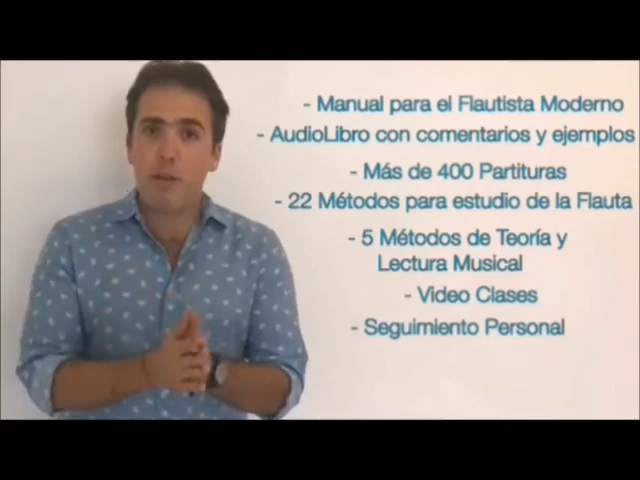 - Manual para el Flautista Moderno
- AudioLibro con comentarios y ejemplos
- Más de 400 Partituras
- 22 Métodos para estudio de la Flauta
- 5 Métodos de Teoría y
Lectura Musical
- Video Clases
- Seguimiento Personal